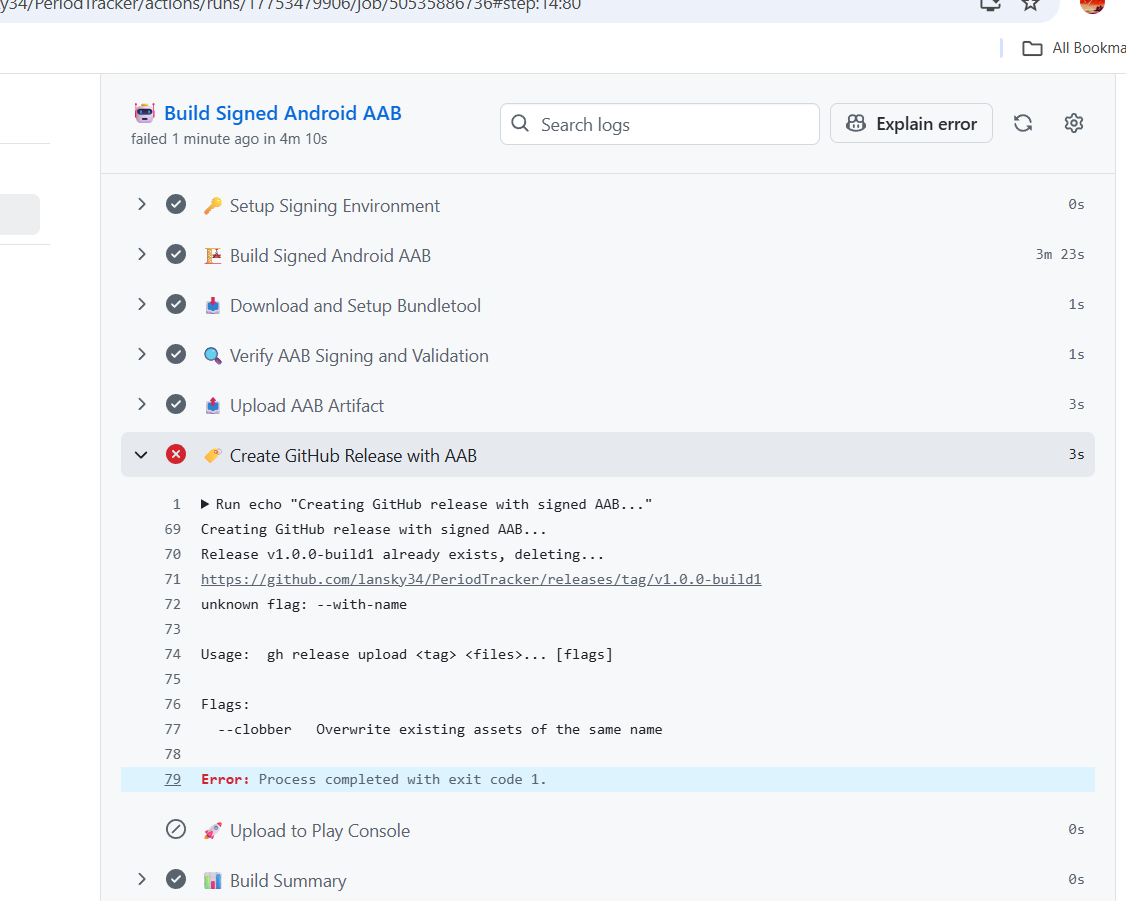 y34/PeriodTracker/actions/runs/17753479906/job/50535886736#step:14:80
All Bookma
Build Signed Android AAB
failed 1 minute ago in 4m 10s
Search logs
Explain error
Setup Signing Environment 0s
Build Signed Android AAB 3m 23s
Download and Setup Bundletool 1s
Verify AAB Signing and Validation 1s
Upload AAB Artifact 3s
Create GitHub Release with AAB 3s
1 Run echo "Creating GitHub release with signed AAB..."
69 Creating GitHub release with signed AAB...
70 Release v1.0.0-build1 already exists, deleting...
71 https://github.com/lansky34/PeriodTracker/releases/tag/v1.0.0-build1
72 unknown flag: --with-name
73
74 Usage:  gh release upload <tag> <files>... [flags]
75
76 Flags:
77   --clobber   Overwrite existing assets of the same name
78
79 Error: Process completed with exit code 1.
Upload to Play Console 0s
Build Summary 0s